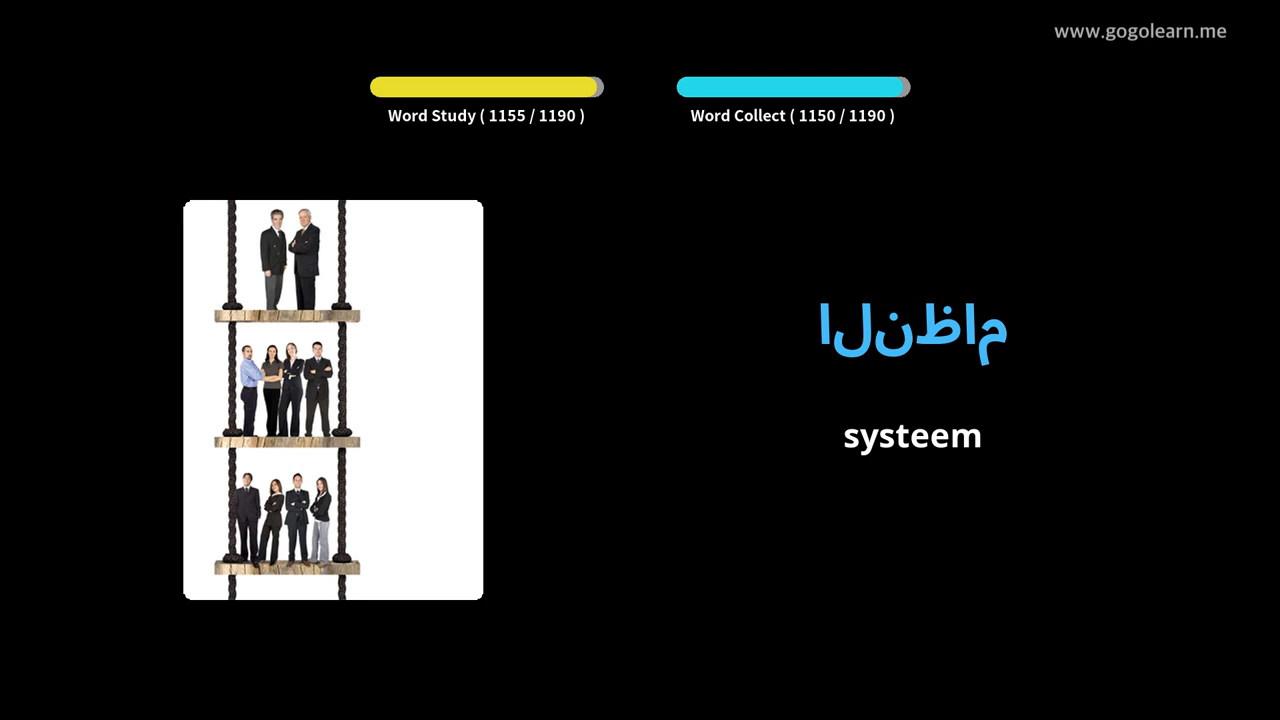 www.gogolearn.me
Word Study ( 1155 / 1190 )
Word Collect ( 1150 / 1190 )
النظام
systeem